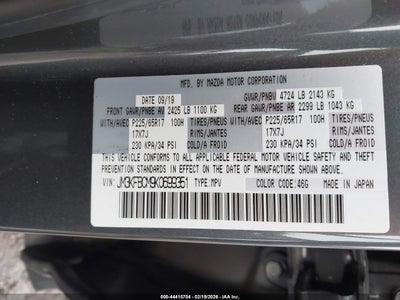 MFD. BY MAZDA MOTOR CORPORATION
DATE 09/19 GVWR/PNBV 4724 LB 2143 KG
FRONT GAWR/PNBE AV 2425 LB 1100 KG REAR GAWR/PNBE AR 2299 LB 1043 KG
WITH/AVEC P225/65R17 100H TIRES/PNEUS WITH/AVEC P225/65R17 100H TIRES/PNEUS
17X7J RIMS/JANTES 17X7J RIMS/JANTES
230 KPA/34 PSI COLD/A FROID 230 KPA/34 PSI COLD/A FROID
THIS VEHICLE CONFORMS TO ALL APPLICABLE FEDERAL MOTOR VEHICLE SAFETY, BUMPER,
AND THEFT PREVENTION STANDARDS IN EFFECT ON THE DATE OF MANUFACTURE
SHOWN ABOVE.
VIN: JM3KFBCM9K0699351 TYPE:MPV COLOR CODE:46G MADE IN JAPAN
000-44415704 - 02/19/2026 - IAAI.COM